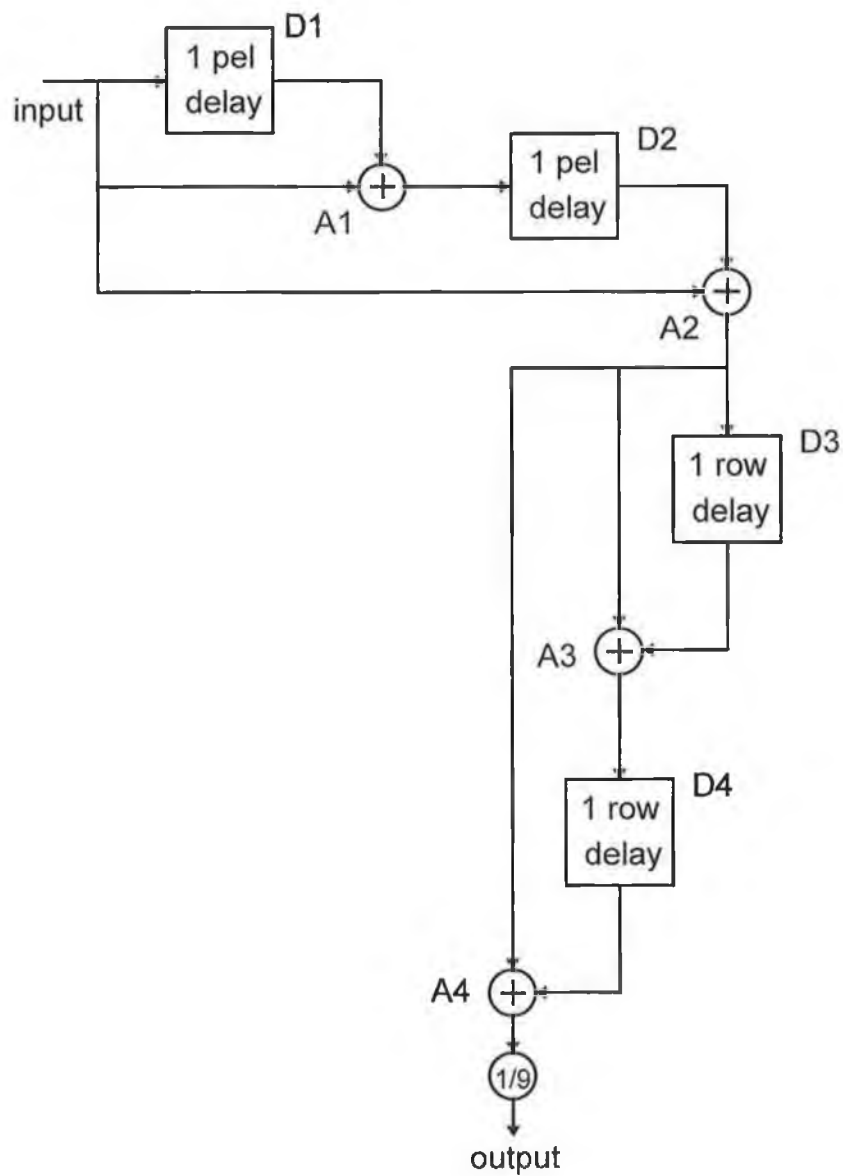 D1
1 pel
delay
input
D2
1 pel
delay
+
A1
+
A2
D3
1 row
delay
+
A3
D4
1 row
delay
A4
+
1/9
output